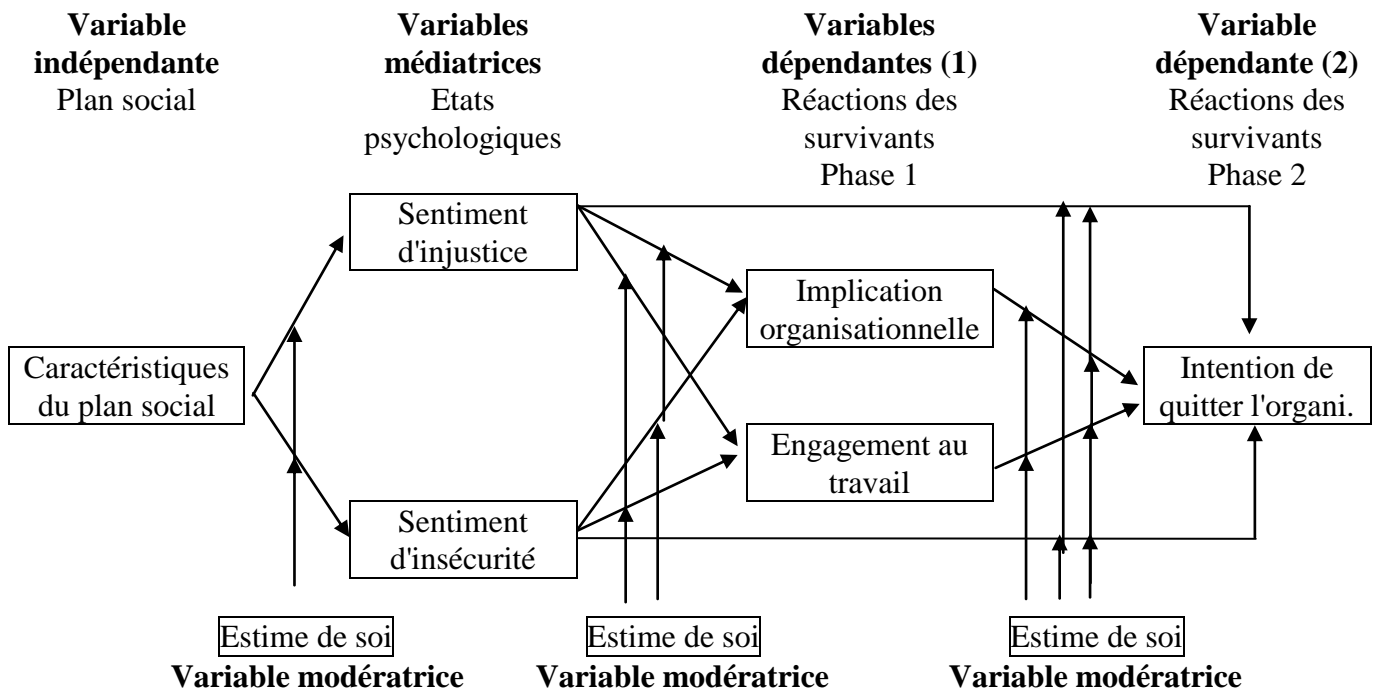 Variable
indépendante
Plan social
Variables
médiatrices
Etats
psychologiques
Variables
dépendantes (1)
Réactions des
survivants
Phase 1
Variable
dépendante (2)
Réactions des
survivants
Phase 2
Sentiment
d'injustice
Implication
organisationnelle
Caractéristiques
du plan social
Intention de
quitter l'organi.
Engagement au
travail
Sentiment
d'insécurité
Estime de soi
Variable modératrice
Estime de soi
Variable modératrice
Estime de soi
Variable modératrice